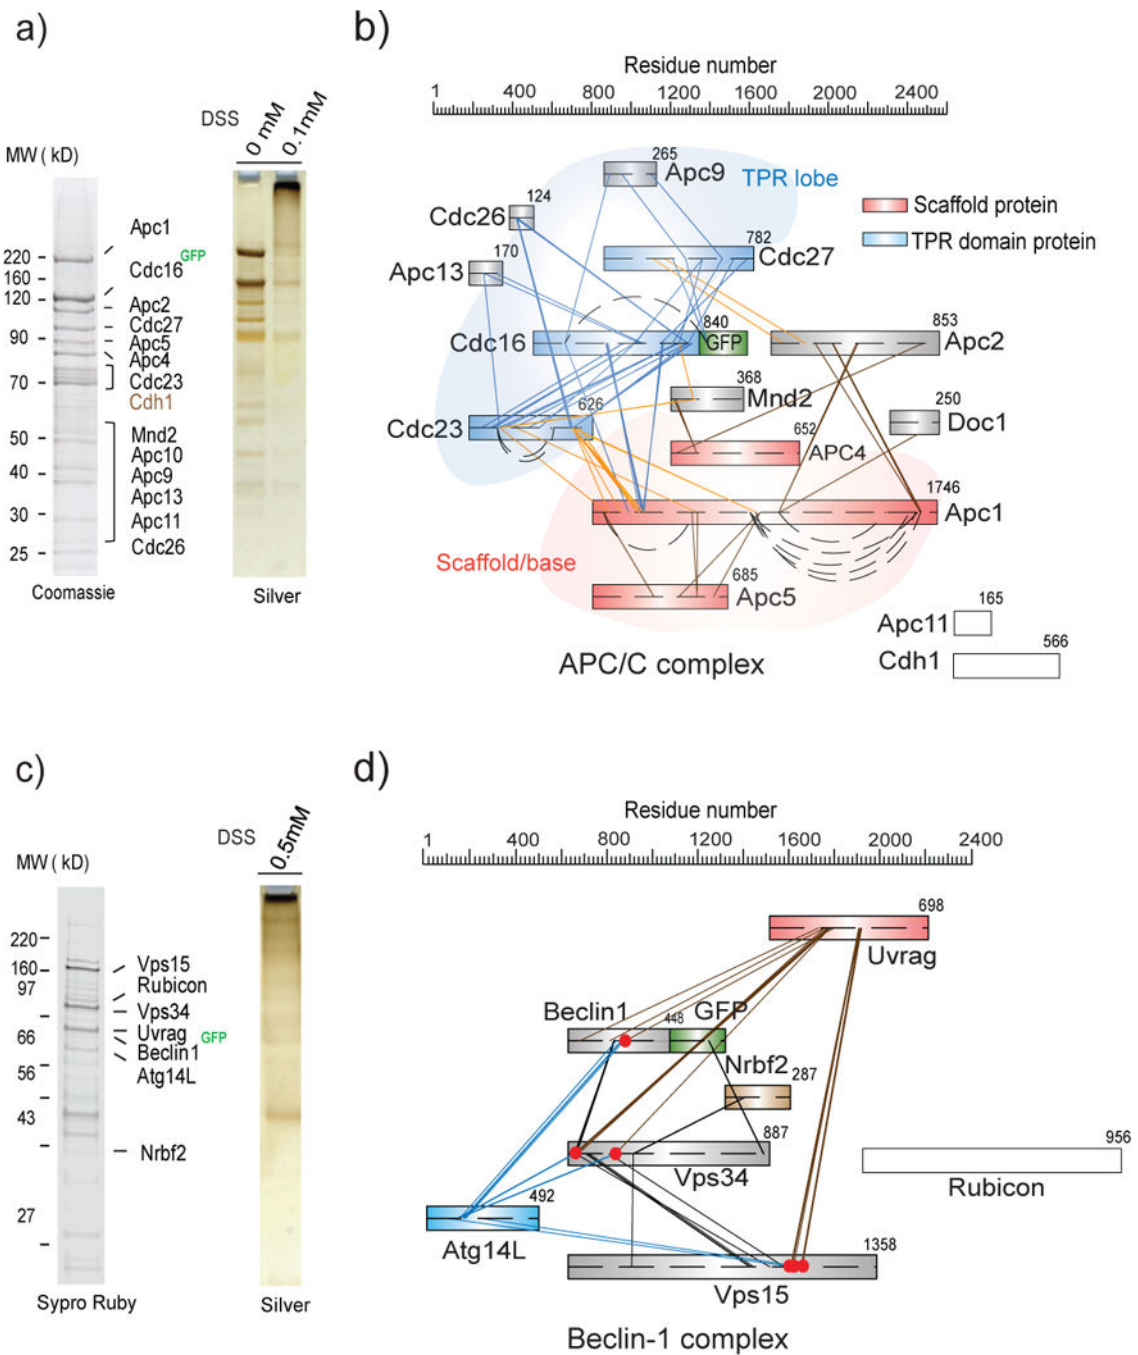 a)
DSS
0 mM
0.1mM
MW ( kD)
220
160
120
90
70
50
40
30
25
Apc1
GFP
Cdc16
Apc2
Cdc27
Apc5
Apc4
Cdc23
Cdh1
Mnd2
Apc10
Apc9
Apc13
Apc11
Cdc26
Coomassie
Silver
b)
Residue number
1 400 800 1200 1600 2000 2400
265
Apc9
TPR lobe
124
Cdc26
Scaffold protein
TPR domain protein
170
Apc13
782
Cdc27
Cdc16
840
GFP
853
Apc2
368
Mnd2
250
Doc1
Cdc23
626
652
APC4
1746
Apc1
Scaffold/base
685
Apc5
165
Apc11
566
Cdh1
APC/C complex
c)
DSS
0.5mM
MW ( kD)
220
160
97
66
56
43
27
Vps15
Rubicon
Vps34
Uvrag
GFP
Beclin1
Atg14L
Nrbf2
Sypro Ruby
Silver
d)
Residue number
1 400 800 1200 1600 2000 2400
698
Uvrag
Beclin1
448
GFP
Nrbf2
287
887
Vps34
956
Rubicon
492
Atg14L
1358
Vps15
Beclin-1 complex